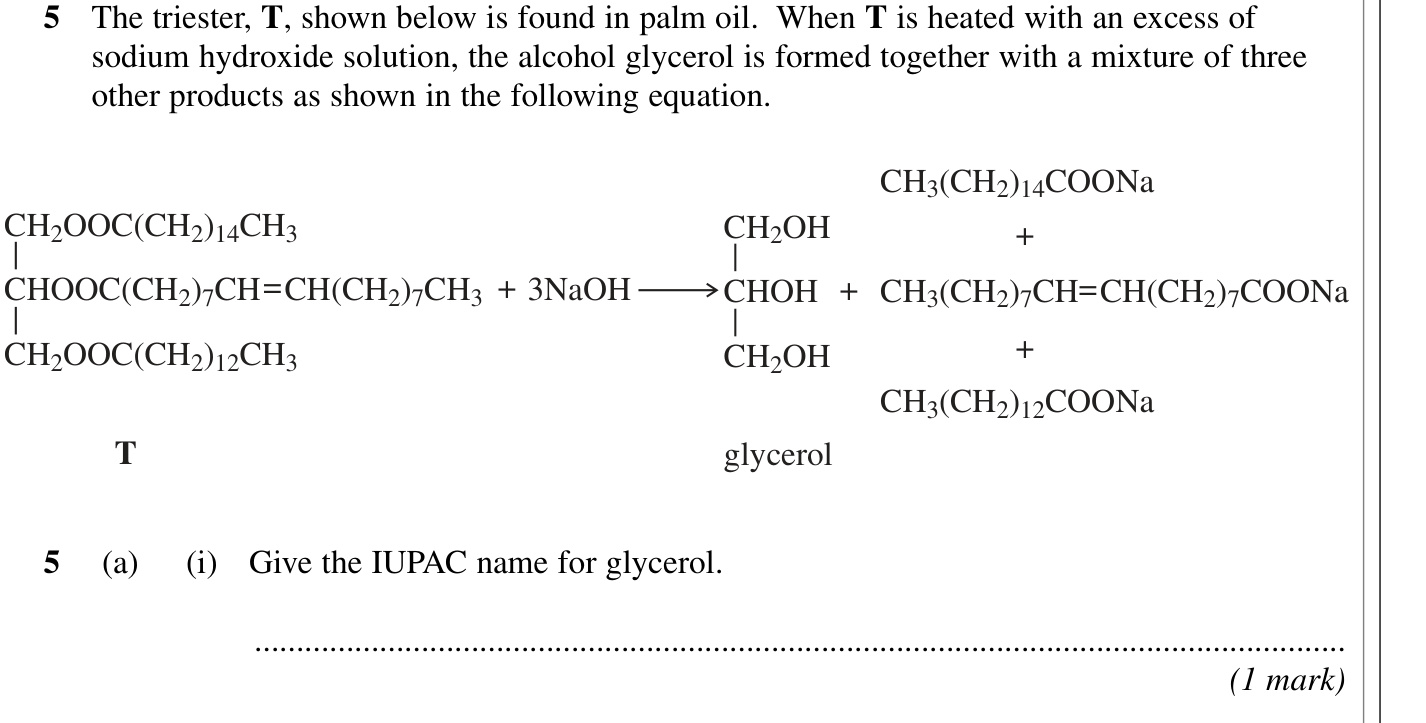 5 The triester, T, shown below is found in palm oil. When T is heated with an excess of
sodium hydroxide solution, the alcohol glycerol is formed together with a mixture of three
other products as shown in the following equation.
CH₃(CH₂)₁₄COONa
CH₂OOC(CH₂)₁₄CH₃ CH₂OH +
CHOOC(CH₂)₇CH=CH(CH₂)₇CH₃ + 3NaOH ⟶ CHOH + CH₃(CH₂)₇CH=CH(CH₂)₇COONa
CH₂OOC(CH₂)₁₂CH₃ CH₂OH +
CH₃(CH₂)₁₂COONa
T glycerol
5 (a) (i) Give the IUPAC name for glycerol.
(1 mark)